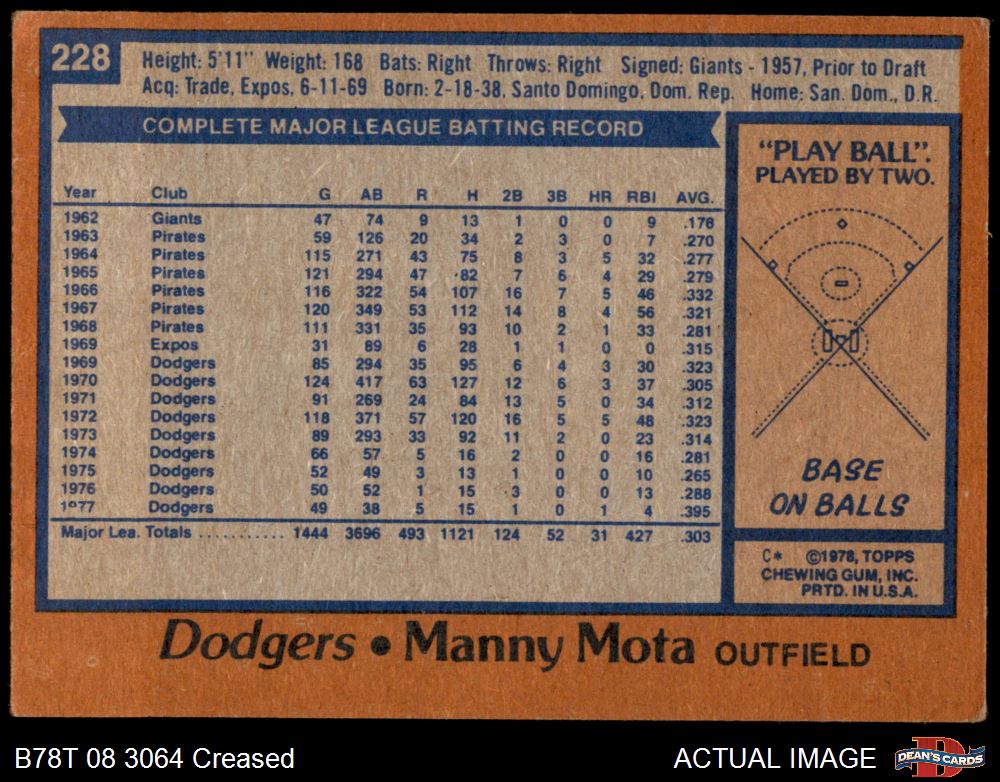 228
Height: 5'11" Weight: 168 Bats: Right Throws: Right Signed: Giants - 1957, Prior to Draft
Acq: Trade, Expos, 6-11-69 Born: 2-18-38, Santo Domingo, Dom. Rep. Home: San. Dom., D.R.
COMPLETE MAJOR LEAGUE BATTING RECORD
Year Club G AB R H 2B 3B HR RBI AVG.
1962 Giants 47 74 9 13 1 0 0 9 .176
1963 Pirates 59 126 20 34 2 3 0 7 .270
1964 Pirates 115 271 43 75 8 3 5 32 .277
1965 Pirates 121 294 47 82 7 6 4 29 .279
1966 Pirates 116 322 54 107 16 7 5 46 .332
1967 Pirates 120 349 53 112 14 8 4 56 .321
1968 Pirates 111 331 35 93 10 2 1 33 .281
1969 Expos 31 89 6 28 1 1 0 0 .315
1969 Dodgers 85 294 35 95 6 4 3 30 .323
1970 Dodgers 124 417 63 127 12 6 3 37 .305
1971 Dodgers 91 269 24 84 13 5 0 34 .312
1972 Dodgers 118 371 57 120 16 5 5 48 .323
1973 Dodgers 89 293 33 92 11 2 0 23 .314
1974 Dodgers 66 57 5 16 2 0 0 16 .281
1975 Dodgers 52 49 3 13 1 0 0 10 .265
1976 Dodgers 50 52 1 15 3 0 0 13 .288
1977 Dodgers 49 38 5 15 1 0 1 4 .395
Major Lea. Totals ........... 1444 3696 493 1121 124 52 31 427 .303
"PLAY BALL".
PLAYED BY TWO.
BASE
ON BALLS
C* ©1978, TOPPS
CHEWING GUM, INC.
PRTD. IN U.S.A.
Dodgers • Manny Mota OUTFIELD
B78T 08 3064 Creased
ACTUAL IMAGE
D
DEAN'S CARDS